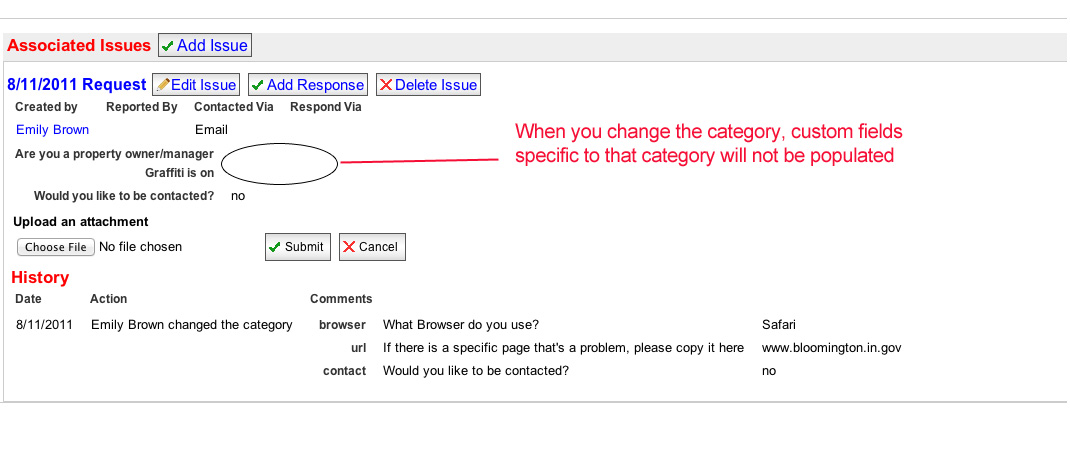 Associated Issues Add Issue
8/11/2011 Request Edit Issue Add Response Delete Issue
Created by Reported By Contacted Via Respond Via
Emily Brown Email
When you change the category, custom fields
specific to that category will not be populated
Are you a property owner/manager
Graffiti is on
Would you like to be contacted? no
Upload an attachment
Choose File No file chosen Submit Cancel
History
Date Action Comments
8/11/2011 Emily Brown changed the category browser What Browser do you use? Safari
url If there is a specific page that's a problem, please copy it here www.bloomington.in.gov
contact Would you like to be contacted? no